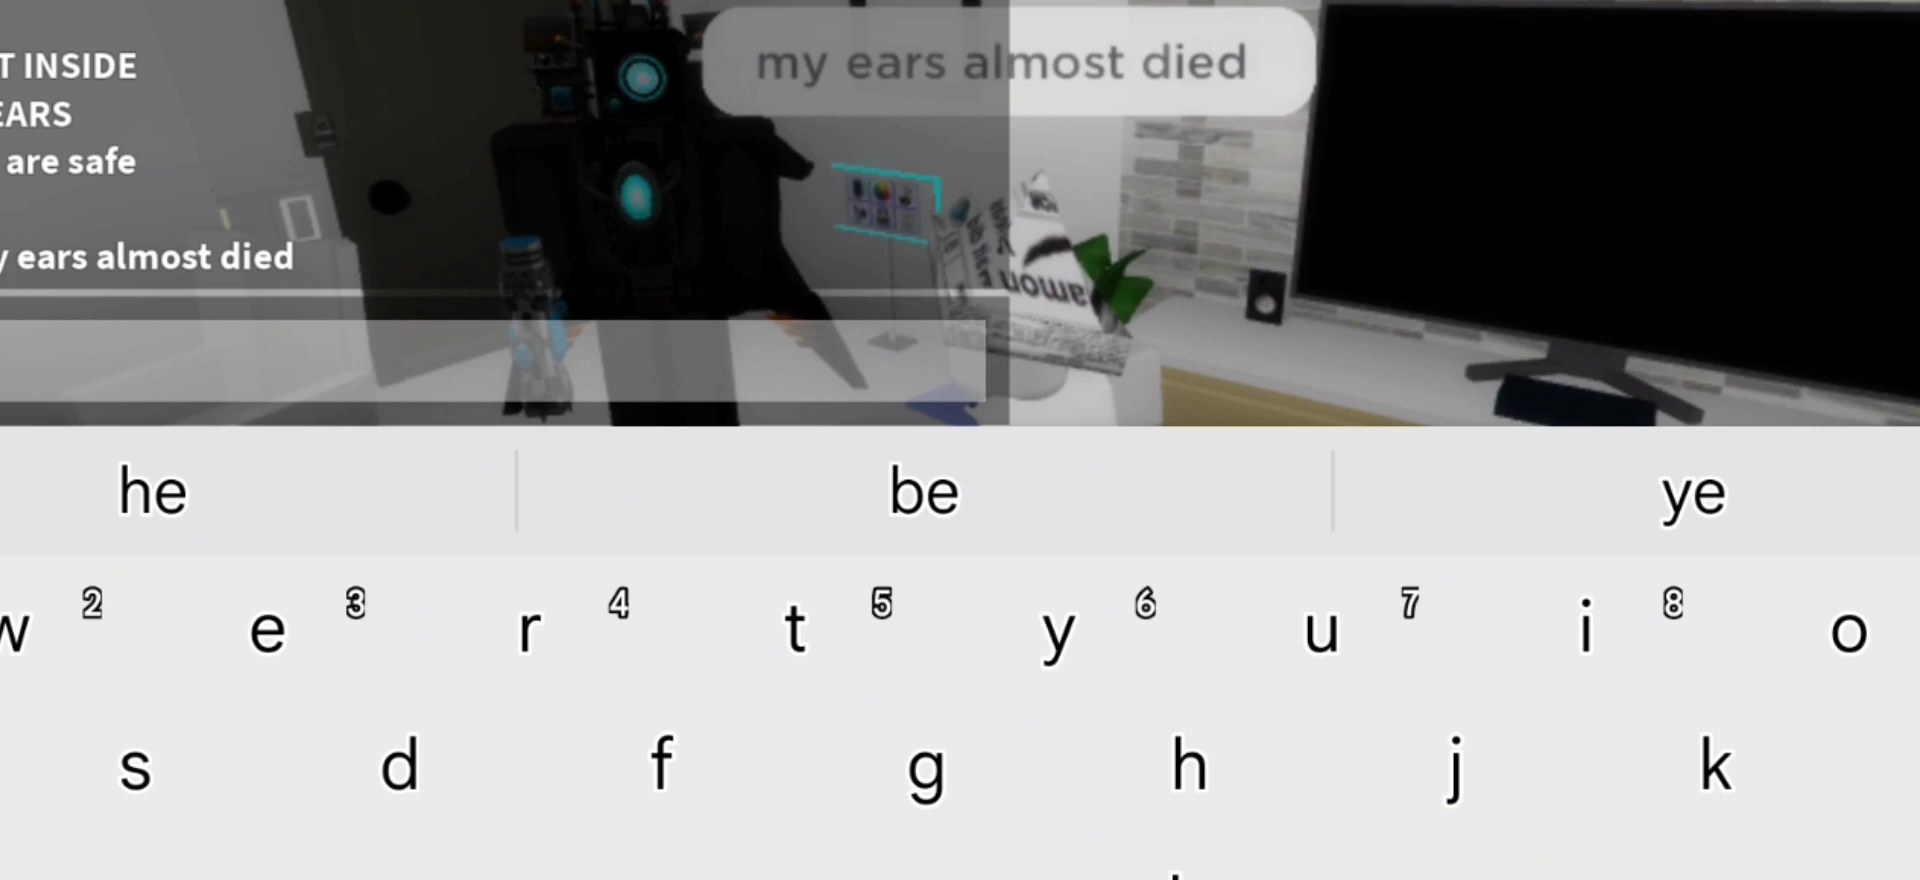 my ears almost died
T INSIDE
EARS
are safe
y ears almost died
he be ye
w 2 e 3 r 4 t 5 y 6 u 7 i 8 o
s d f g h j k